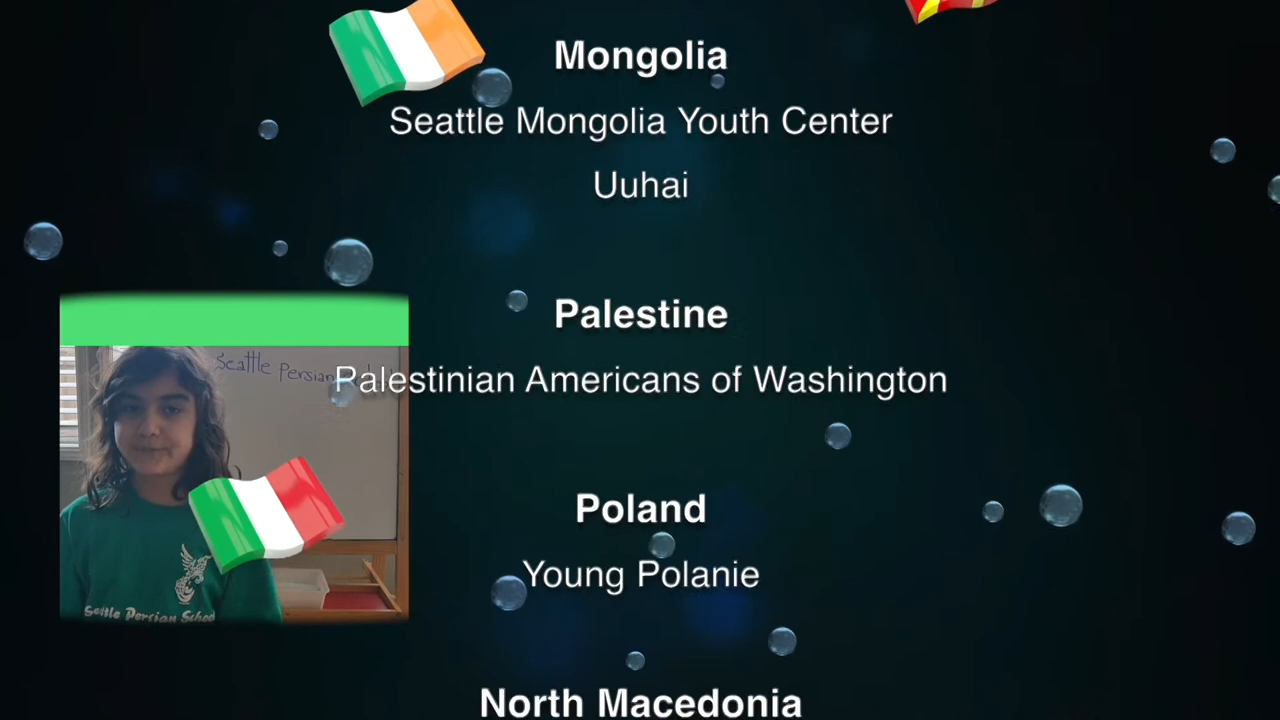 Mongolia
Seattle Mongolia Youth Center
Uuhai
Palestine
Seattle Persian
Palestinian Americans of Washington
Poland
Young Polanie
Seattle Persian School
North Macedonia